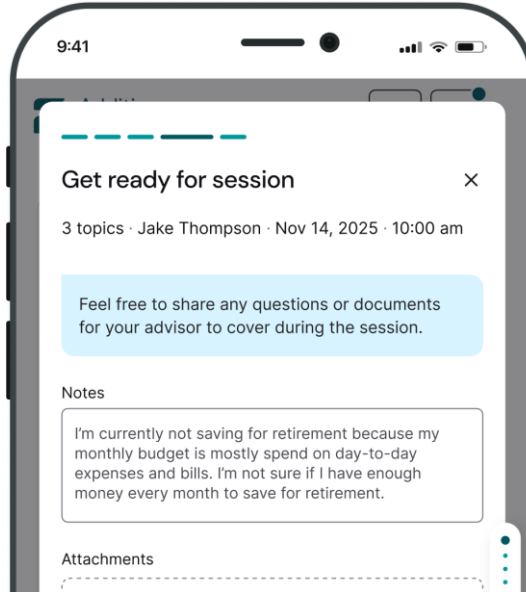 9:41
Get ready for session
3 topics · Jake Thompson · Nov 14, 2025 · 10:00 am
Feel free to share any questions or documents
for your advisor to cover during the session.
Notes
I'm currently not saving for retirement because my
monthly budget is mostly spend on day-to-day
expenses and bills. I'm not sure if I have enough
money every month to save for retirement.
Attachments